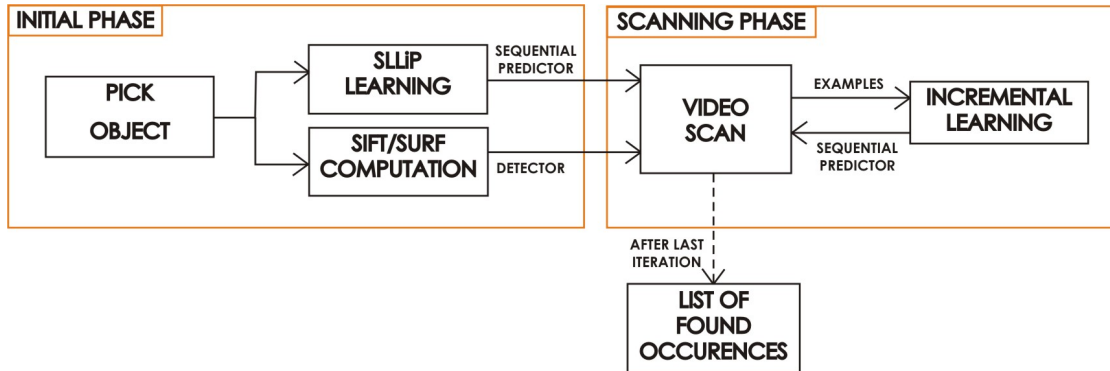 INITIAL PHASE
PICK
OBJECT
SLLiP
LEARNING
SIFT/SURF
COMPUTATION
SEQUENTIAL
PREDICTOR
DETECTOR
SCANNING PHASE
VIDEO
SCAN
EXAMPLES
SEQUENTIAL
PREDICTOR
INCREMENTAL
LEARNING
AFTER LAST
ITERATION
LIST OF
FOUND
OCCURENCES